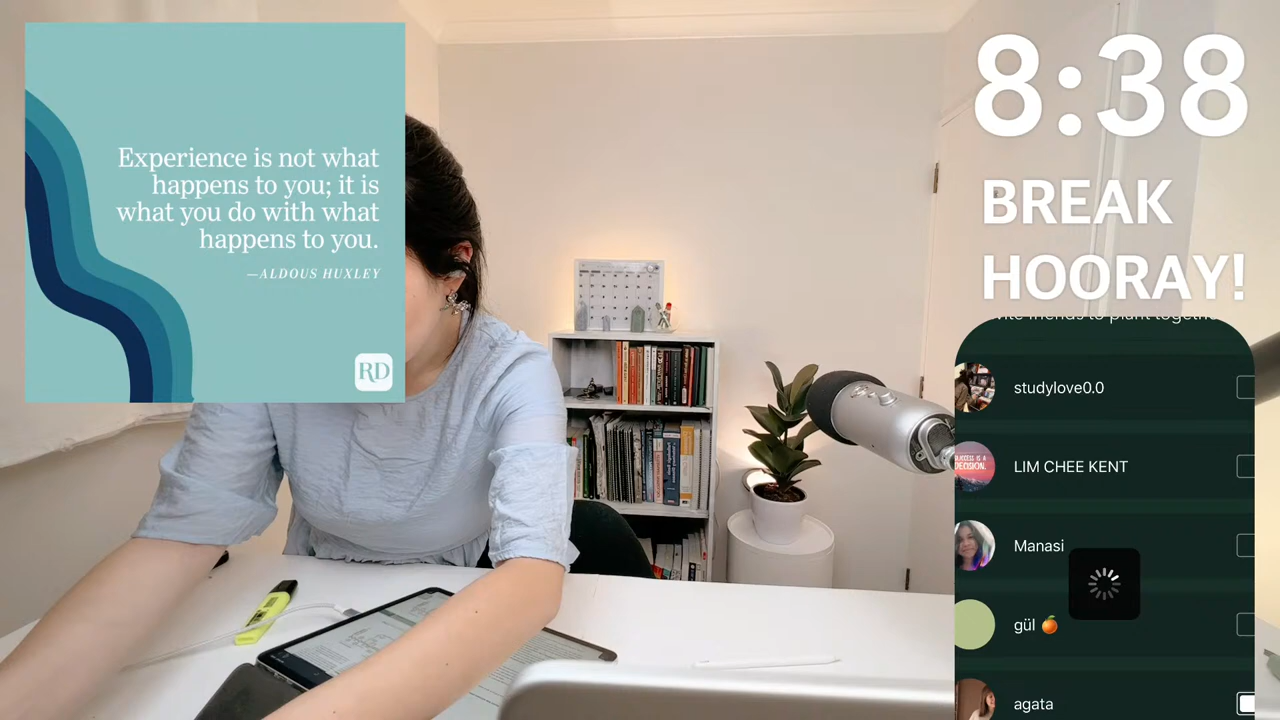 Experience is not what
happens to you; it is
what you do with what
happens to you.
—ALDOUS HUXLEY
RD
8:38
BREAK
HOORAY!
studylove0.0
LIM CHEE KENT
Manasi
gül 🍊
agata